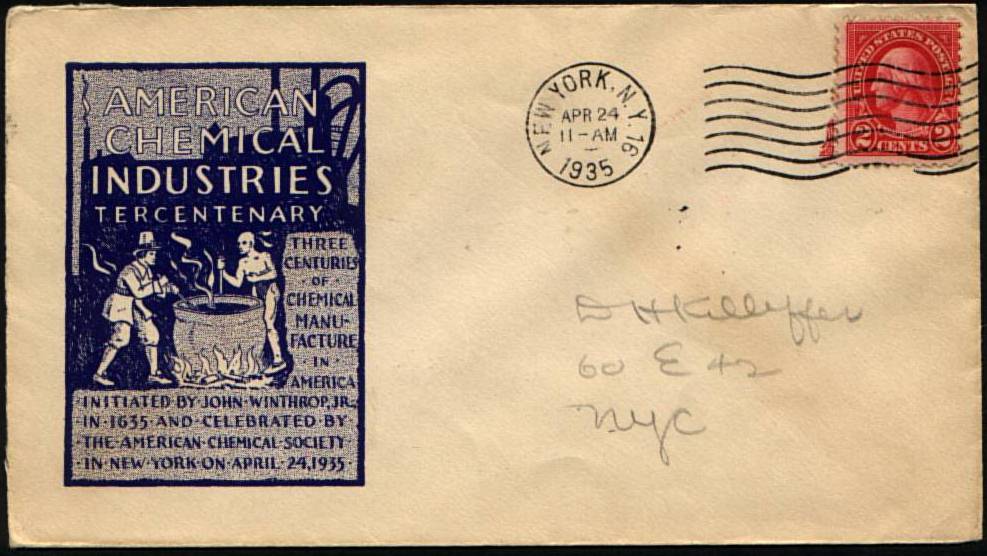 AMERICAN
CHEMICAL
INDUSTRIES
TERCENTENARY
THREE
CENTURIES
·OF·
CHEMICAL
MANU-
FACTURE
·IN·
AMERICA
INITIATED BY JOHN·WINTHROP,JR.
IN·1635·AND·CELEBRATED BY·
·THE·AMERICAN·CHEMICAL·SOCIETY·
·IN·NEW·YORK·ON·APRIL·24,1935·
NEW YORK, N.Y. 16
APR 24
11-AM
1935
UNITED STATES POSTAGE
2 CENTS 2
D H Killeffer
60 E 42
NYC